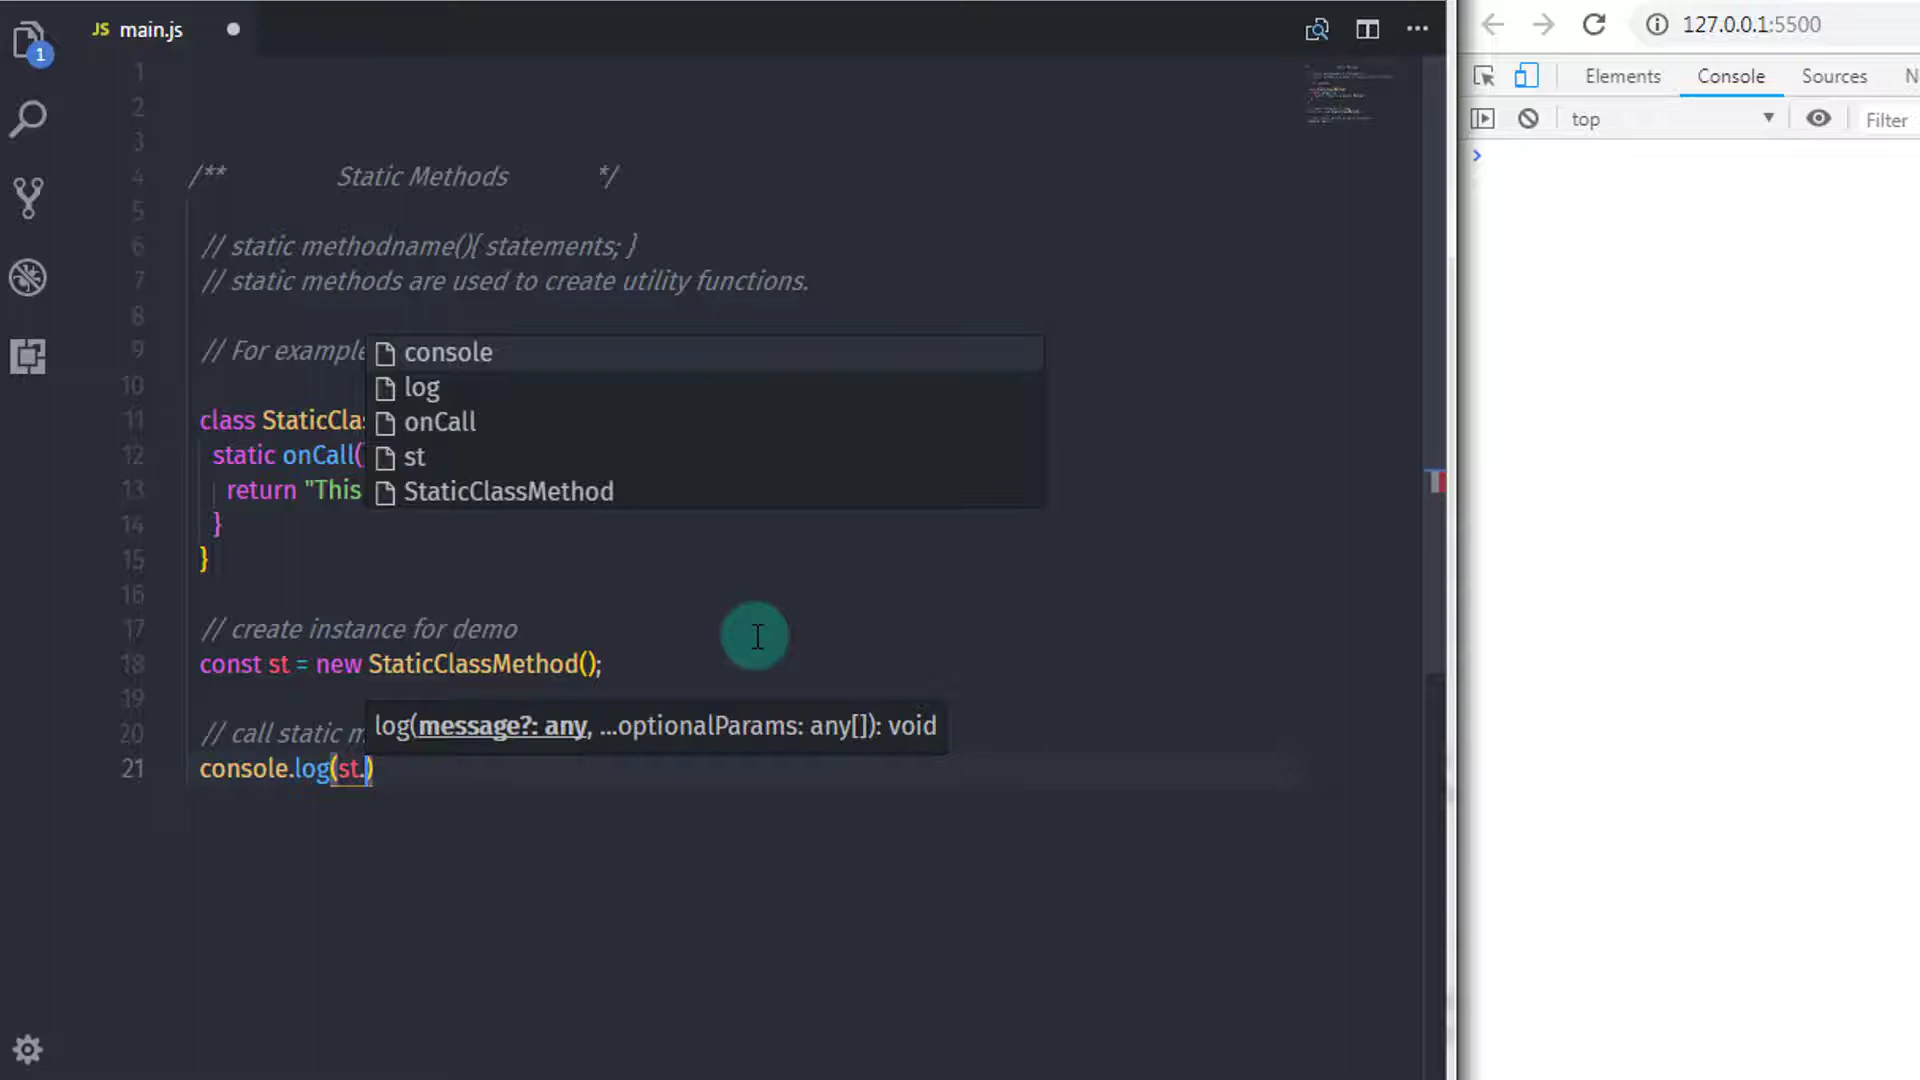 1
JS main.js
127.0.0.1:5500
Elements Console Sources N
top Filter
1
2
3
4 /** Static Methods */
5
6 // static methodname(){ statements; }
7 // static methods are used to create utility functions.
8
9 // For example
console
log
onCall
st
StaticClassMethod
10
11 class StaticClas
12 static onCall(
13 return "This
14 }
15 }
16
17 // create instance for demo
18 const st = new StaticClassMethod();
19
log(message?: any, ...optionalParams: any[]): void
20 // call static m
21 console.log(st.)